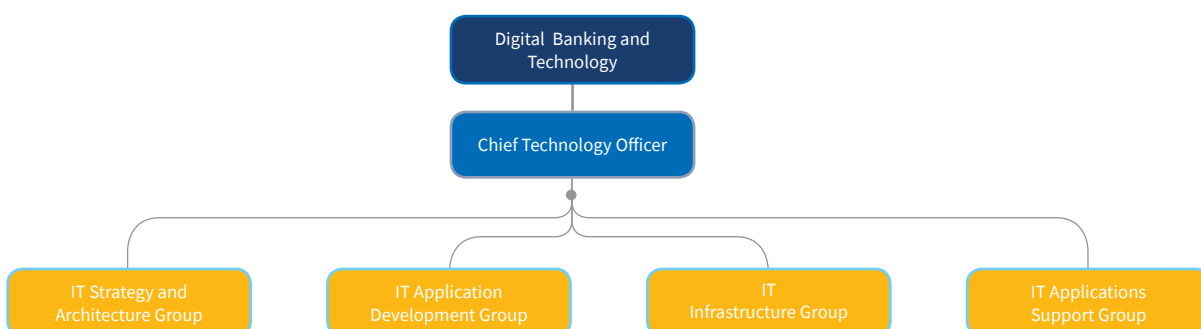 Digital Banking and
Technology
Chief Technology Officer
IT Strategy and
Architecture Group
IT Application
Development Group
IT
Infrastructure Group
IT Applications
Support Group